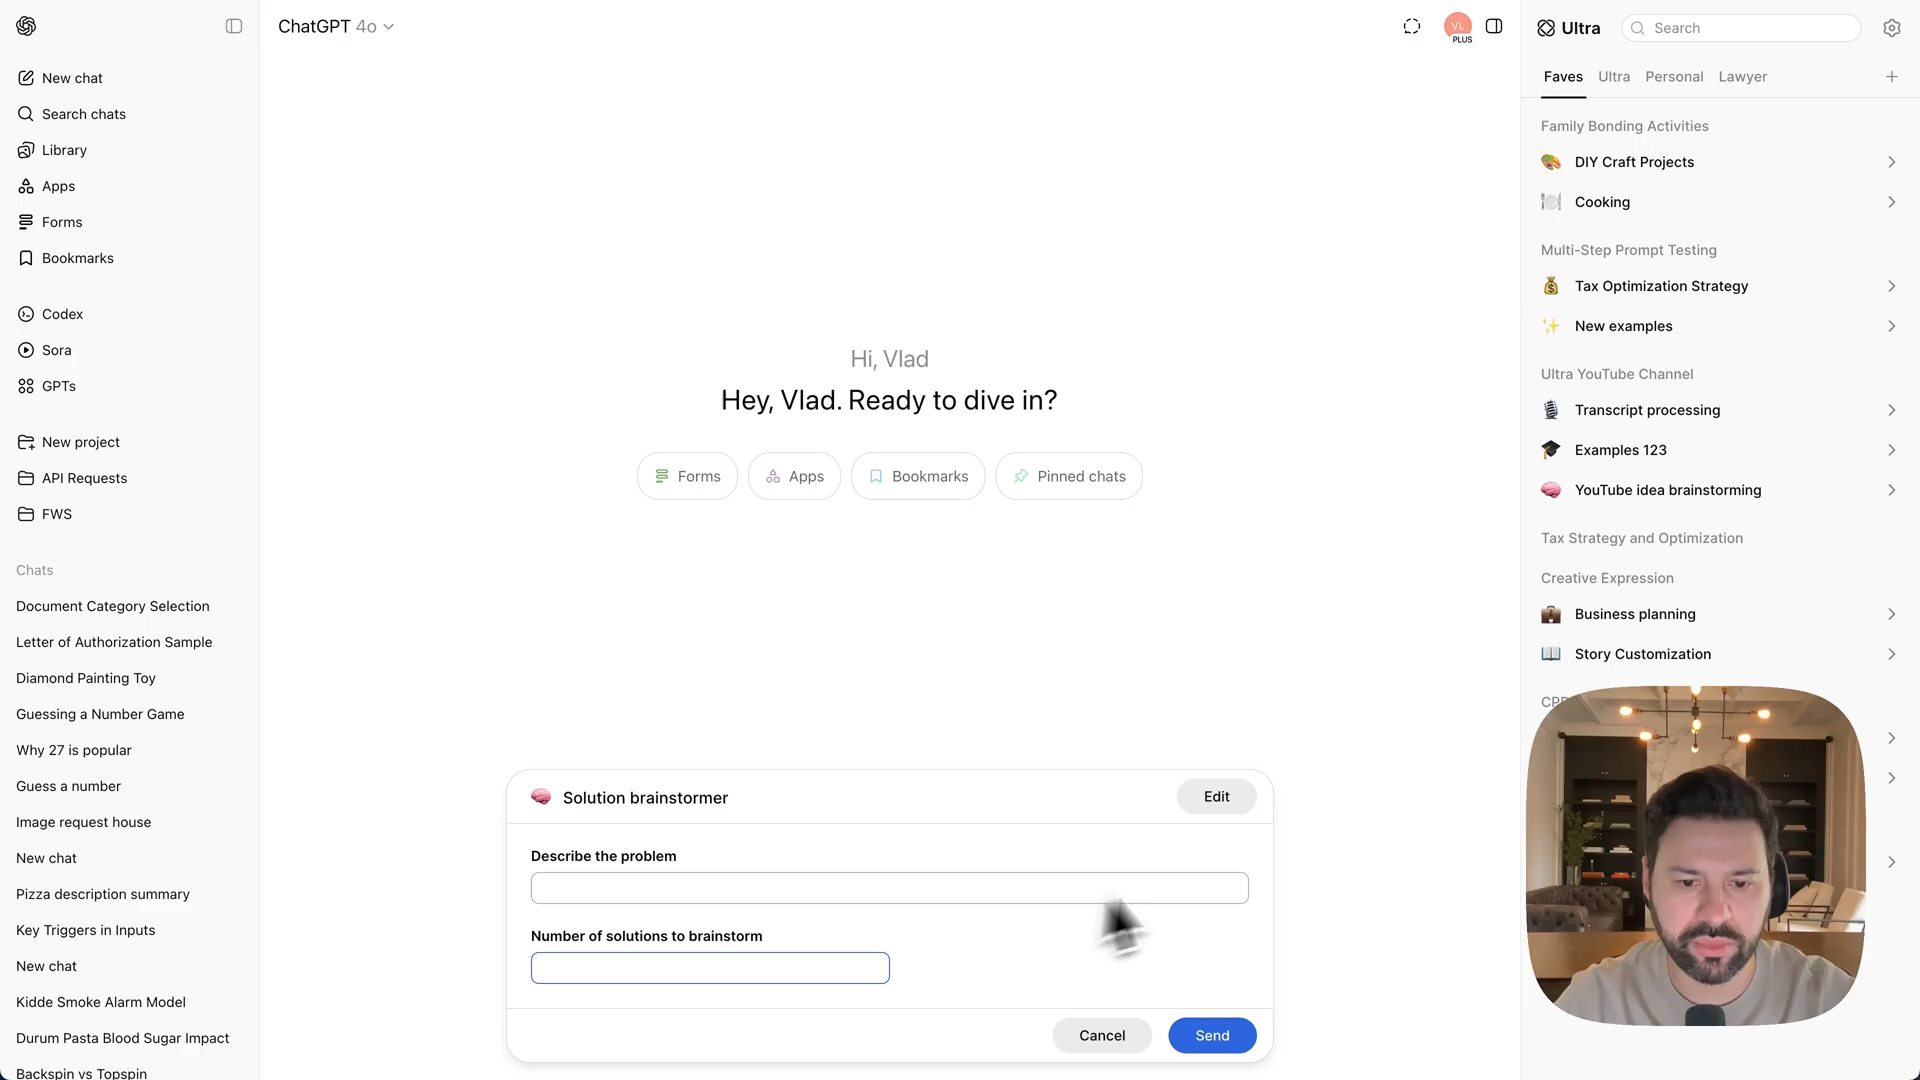 ChatGPT 4o
VL
PLUS
New chat
Search chats
Library
Apps
Forms
Bookmarks
Codex
Sora
GPTs
New project
API Requests
FWS
Chats
Document Category Selection
Letter of Authorization Sample
Diamond Painting Toy
Guessing a Number Game
Why 27 is popular
Guess a number
Image request house
New chat
Pizza description summary
Key Triggers in Inputs
New chat
Kidde Smoke Alarm Model
Durum Pasta Blood Sugar Impact
Backspin vs Topspin
Hi, Vlad
Hey, Vlad. Ready to dive in?
Forms
Apps
Bookmarks
Pinned chats
Solution brainstormer
Edit
Describe the problem
Number of solutions to brainstorm
Cancel
Send
Ultra
Search
Faves
Ultra
Personal
Lawyer
Family Bonding Activities
DIY Craft Projects
Cooking
Multi-Step Prompt Testing
Tax Optimization Strategy
New examples
Ultra YouTube Channel
Transcript processing
Examples 123
YouTube idea brainstorming
Tax Strategy and Optimization
Creative Expression
Business planning
Story Customization